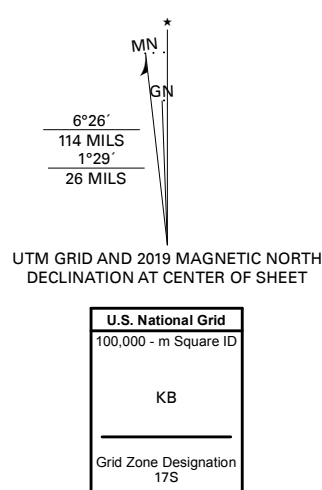 ★
MN
GN
6°26´
114 MILS
1°29´
26 MILS
UTM GRID AND 2019 MAGNETIC NORTH
DECLINATION AT CENTER OF SHEET
U.S. National Grid
100,000 - m Square ID
KB
Grid Zone Designation
17S